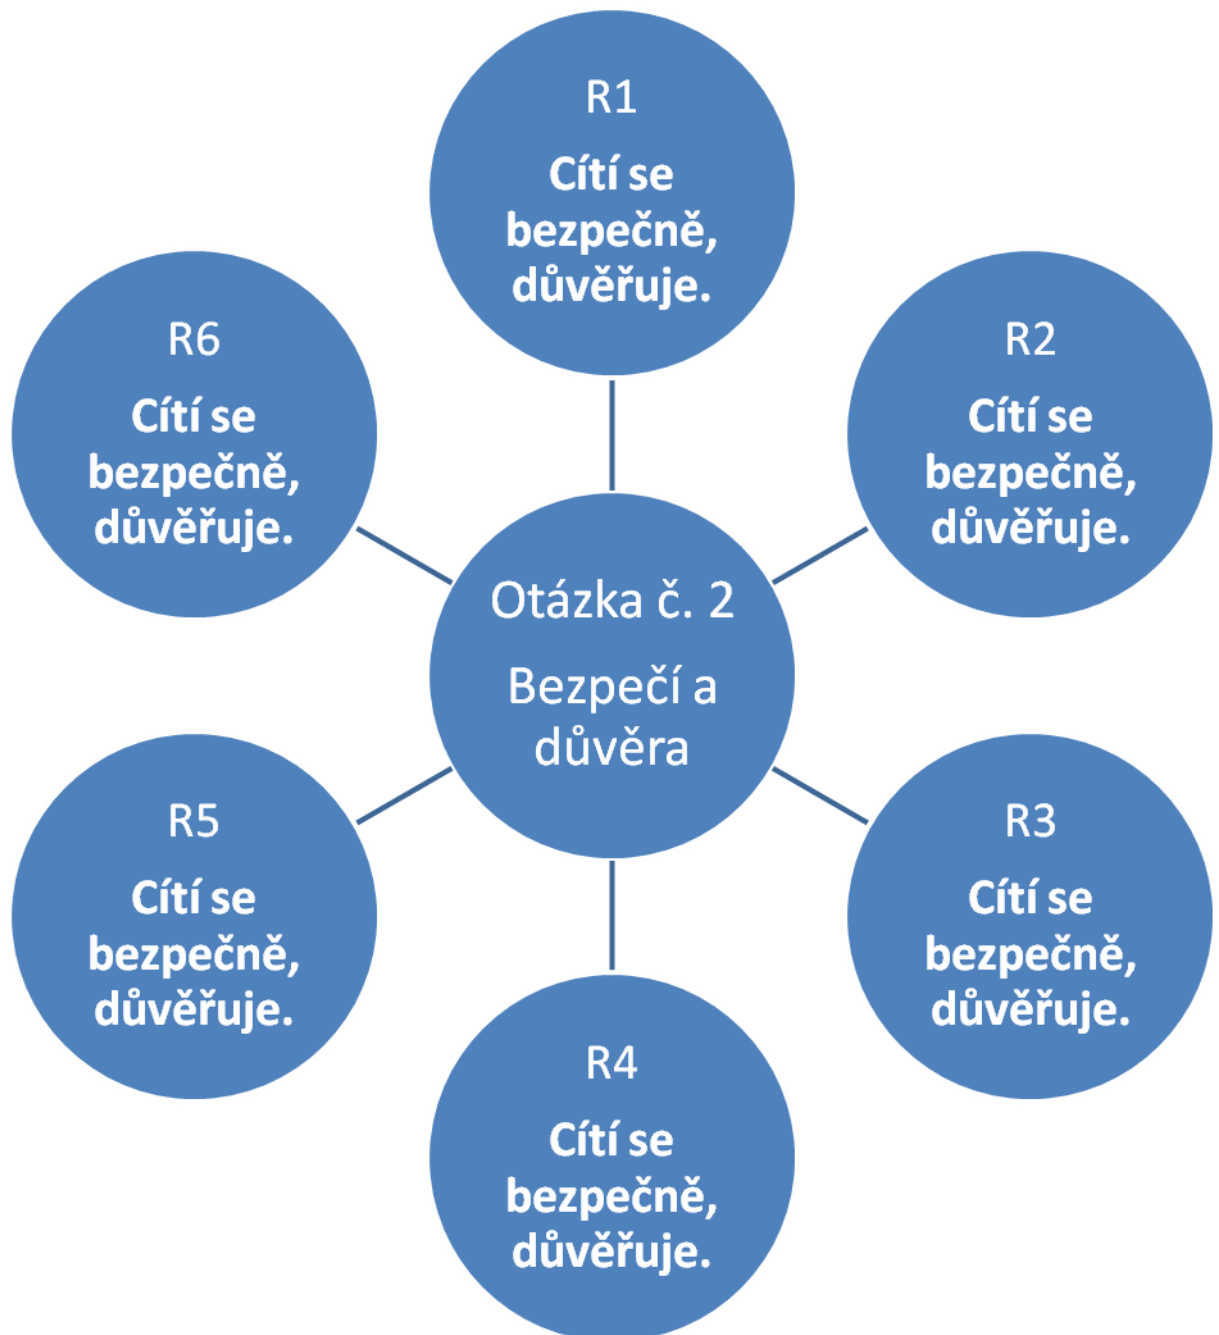 R1
Cítí se
bezpečně,
důvěřuje.
R2
Cítí se
bezpečně,
důvěřuje.
R3
Cítí se
bezpečně,
důvěřuje.
R4
Cítí se
bezpečně,
důvěřuje.
R5
Cítí se
bezpečně,
důvěřuje.
R6
Cítí se
bezpečně,
důvěřuje.
Otázka č. 2
Bezpečí a
důvěra